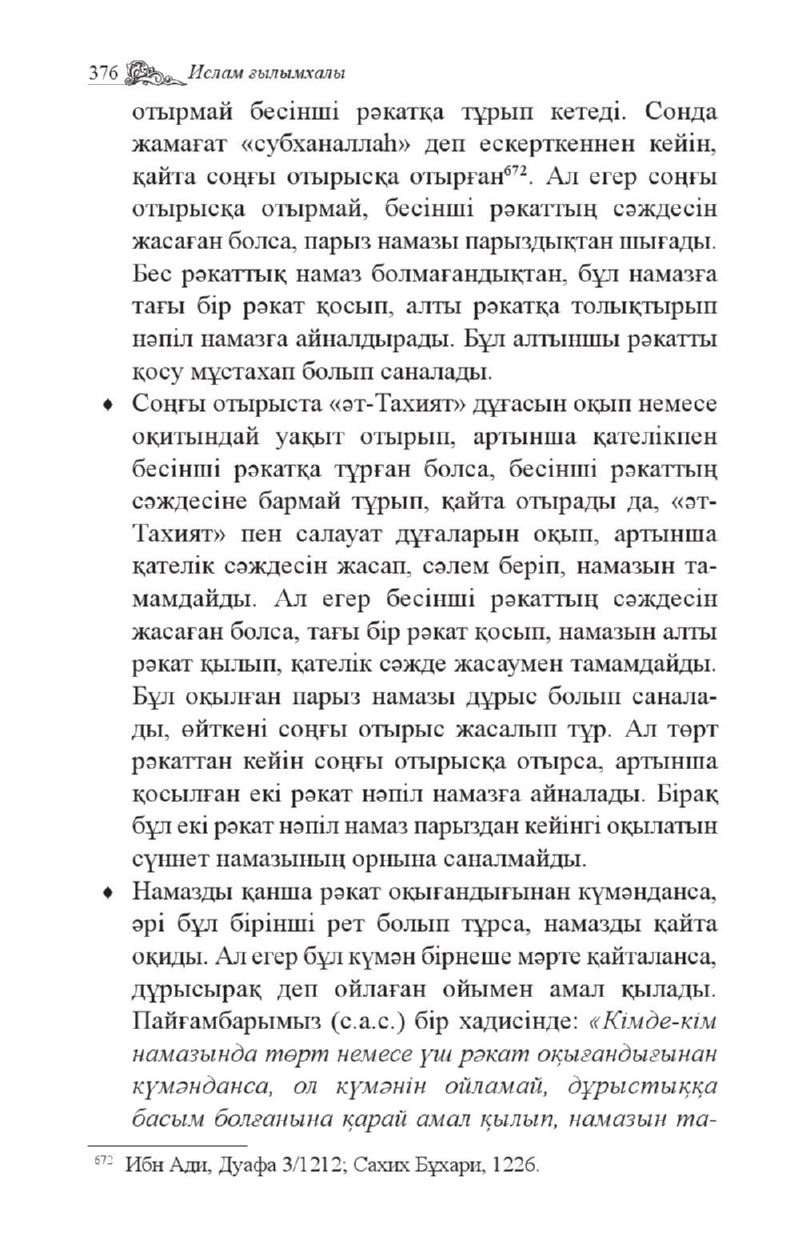 376 Ислам ғылымхалы
отырмай бесінші рәкатқа тұрып кетеді. Сонда
жамағат «субханаллаһ» деп ескерткеннен кейін,
қайта соңғы отырысқа отырған⁶⁷². Ал егер соңғы
отырысқа отырмай, бесінші рәкаттың сәждесін
жасаған болса, парыз намазы парыздықтан шығады.
Бес рәкаттық намаз болмағандықтан, бұл намазға
тағы бір рәкат қосып, алты рәкатқа толықтырып
нәпіл намазға айналдырады. Бұл алтыншы рәкатты
қосу мұстахап болып саналады.
♦ Соңғы отырыста «әт-Тахият» дұғасын оқып немесе
оқитындай уақыт отырып, артынша қателікпен
бесінші рәкатқа тұрған болса, бесінші рәкаттың
сәждесіне бармай тұрып, қайта отырады да, «әт-
Тахият» пен салауат дұғаларын оқып, артынша
қателік сәждесін жасап, сәлем беріп, намазын та-
мамдайды. Ал егер бесінші рәкаттың сәждесін
жасаған болса, тағы бір рәкат қосып, намазын алты
рәкат қылып, қателік сәжде жасаумен тамамдайды.
Бұл оқылған парыз намазы дұрыс болып санала-
ды, өйткені соңғы отырыс жасалып тұр. Ал төрт
рәкаттан кейін соңғы отырысқа отырса, артынша
қосылған екі рәкат нәпіл намазға айналады. Бірақ
бұл екі рәкат нәпіл намаз парыздан кейінгі оқылатын
сүннет намазының орнына саналмайды.
♦ Намазды қанша рәкат оқығандығынан күмәнданса,
әрі бұл бірінші рет болып тұрса, намазды қайта
оқиды. Ал егер бұл күмән бірнеше мәрте қайталанса,
дұрысырақ деп ойлаған ойымен амал қылады.
Пайғамбарымыз (с.а.с.) бір хадисінде: «Кімде-кім
намазында төрт немесе үш рәкат оқығандығынан
күмәнданса, ол күмәнін ойламай, дұрыстыққа
басым болғанына қарай амал қылып, намазын та-
⁶⁷² Ибн Ади, Дуафа 3/1212; Сахих Бұхари, 1226.